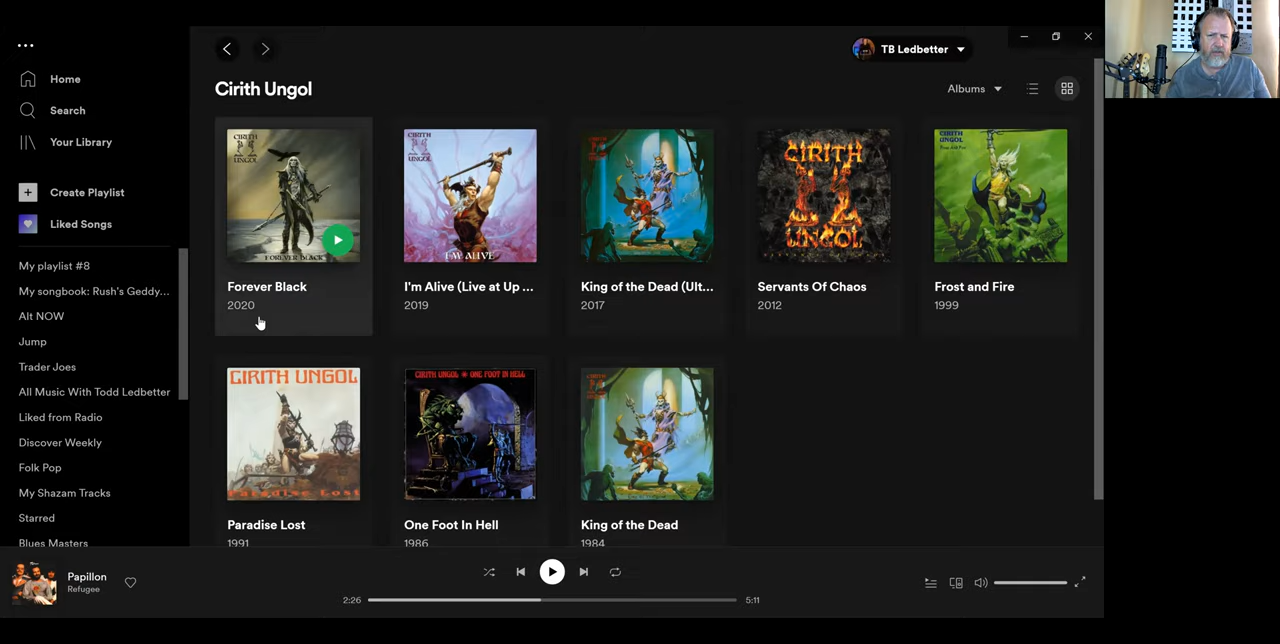 TB Ledbetter
Home
Search
Your Library
Create Playlist
Liked Songs
My playlist #8
My songbook: Rush's Geddy...
Alt NOW
Jump
Trader Joes
All Music With Todd Ledbetter
Liked from Radio
Discover Weekly
Folk Pop
My Shazam Tracks
Starred
Blues Masters
Cirith Ungol
Albums
CIRITH
UNGOL
FOREVER BLACK
Forever Black
2020
CIRITH
UNGOL
I'M ALIVE
I'm Alive (Live at Up ...
2019
CIRITH
UNGOL
King of the Dead (Ult...
2017
CIRITH
UNGOL
Servants Of Chaos
2012
CIRITH
UNGOL
Frost and Fire
1999
CIRITH UNGOL
Paradise Lost
Paradise Lost
1991
CIRITH UNGOL ONE FOOT IN HELL
One Foot In Hell
1986
CIRITH
UNGOL
King of the Dead
1984
Papillon
Refugee
2:26
5:11